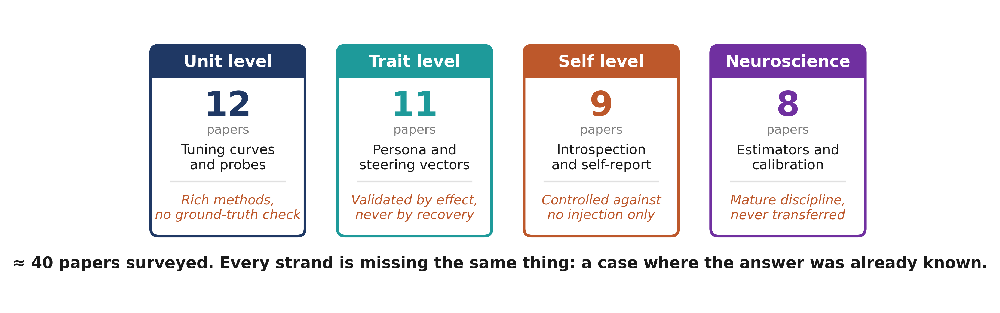 Unit level
12
papers
Tuning curves
and probes
Rich methods,
no ground-truth check
Trait level
11
papers
Persona and
steering vectors
Validated by effect,
never by recovery
Self level
9
papers
Introspection
and self-report
Controlled against
no injection only
Neuroscience
8
papers
Estimators and
calibration
Mature discipline,
never transferred
≈ 40 papers surveyed. Every strand is missing the same thing: a case where the answer was already known.